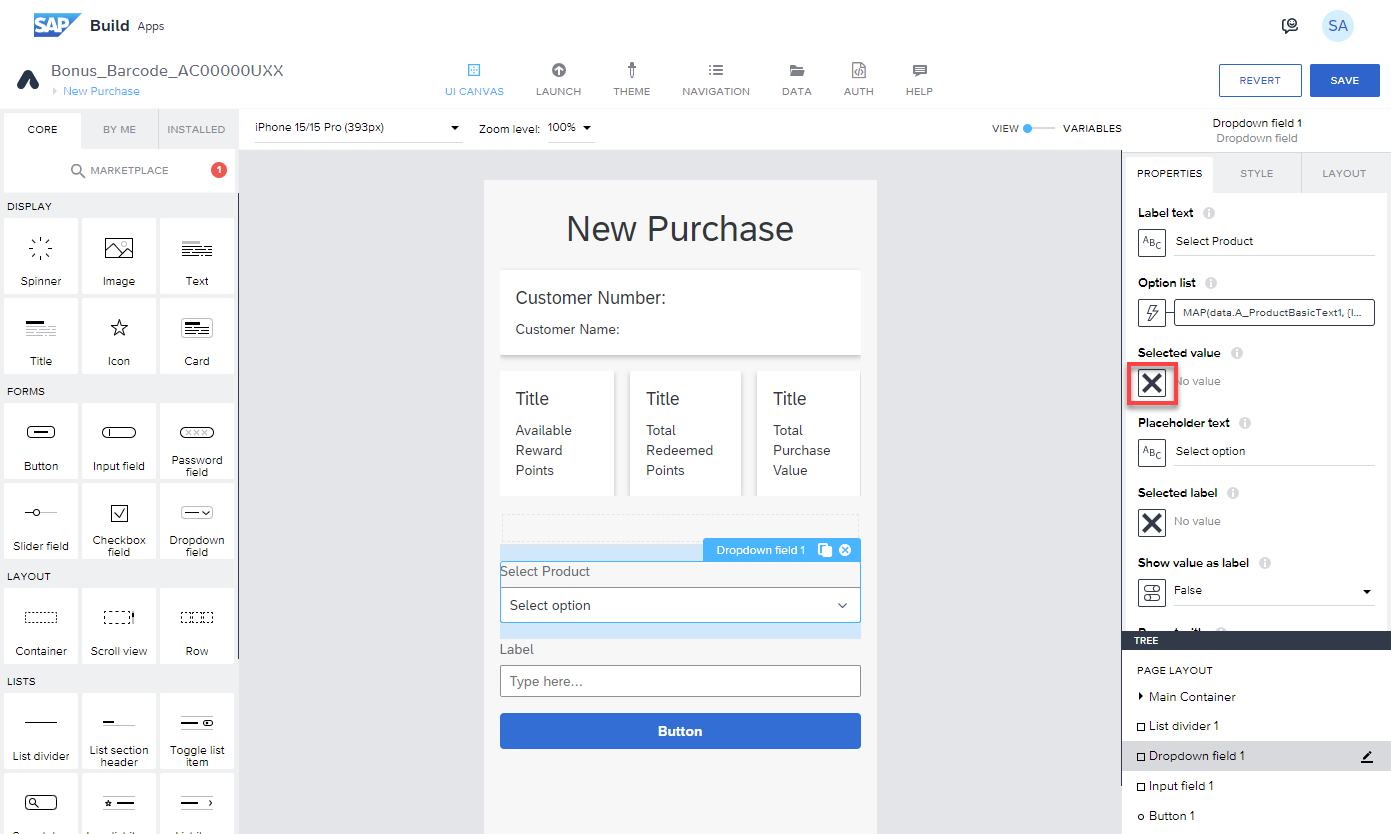 SAP Build Apps
SA
Bonus_Barcode_AC00000UXX
New Purchase
UI CANVAS
LAUNCH
THEME
NAVIGATION
DATA
AUTH
HELP
REVERT
SAVE
CORE
BY ME
INSTALLED
MARKETPLACE
1
iPhone 15/15 Pro (393px)
Zoom level: 100%
VIEW
VARIABLES
Dropdown field 1
Dropdown field
DISPLAY
Spinner
Image
Text
Title
Icon
Card
FORMS
Button
Input field
Password
field
Slider field
Checkbox
field
Dropdown
field
LAYOUT
Container
Scroll view
Row
LISTS
List divider
List section
header
Toggle list
item
New Purchase
Customer Number:
Customer Name:
Title
Available
Reward
Points
Title
Total
Redeemed
Points
Title
Total
Purchase
Value
Dropdown field 1
Select Product
Select option
Label
Type here...
Button
PROPERTIES
STYLE
LAYOUT
Label text
ABC
Select Product
Option list
MAP(data.A_ProductBasicText1, {l...
Selected value
No value
Placeholder text
ABC
Select option
Selected label
No value
Show value as label
False
TREE
PAGE LAYOUT
Main Container
List divider 1
Dropdown field 1
Input field 1
Button 1